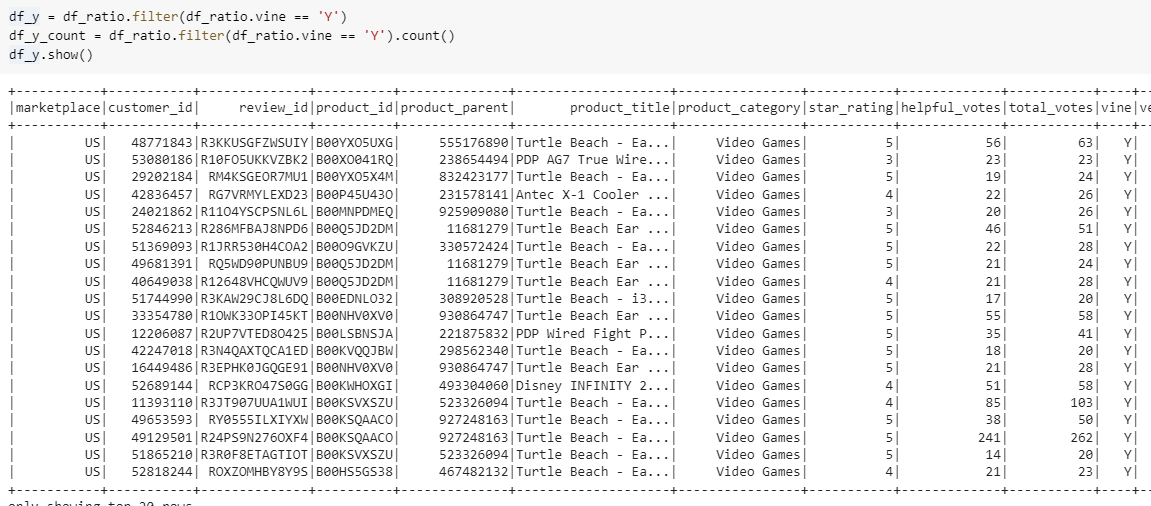 df_y = df_ratio.filter(df_ratio.vine == 'Y')
df_y_count = df_ratio.filter(df_ratio.vine == 'Y').count()
df_y.show()
+-----------+-----------+--------------+----------+--------------+--------------------+----------------+-----------+-------------+-----------+----+--
|marketplace|customer_id|     review_id|product_id|product_parent|       product_title|product_category|star_rating|helpful_votes|total_votes|vine|ve
+-----------+-----------+--------------+----------+--------------+--------------------+----------------+-----------+-------------+-----------+----+--
|         US|   48771843|R3KKUSGFZWSUIY|B00YXO5UXG|     555176890|Turtle Beach - Ea...|     Video Games|          5|           56|         63|   Y|
|         US|   53080186|R10FO5UKKVZBK2|B00XO041RQ|     238654494|PDP AG7 True Wire...|     Video Games|          3|           23|         23|   Y|
|         US|   29202184| RM4KSGEOR7MU1|B00YXO5X4M|     832423177|Turtle Beach - Ea...|     Video Games|          5|           19|         24|   Y|
|         US|   42836457| RG7VRMYLEXD23|B00P45U43O|     231578141|Antec X-1 Cooler ...|     Video Games|          4|           22|         26|   Y|
|         US|   24021862|R11O4YSCPSNL6L|B00MNPDMEQ|     925909080|Turtle Beach - Ea...|     Video Games|          3|           20|         26|   Y|
|         US|   52846213|R286MFBAJ8NPD6|B00Q5JD2DM|      11681279|Turtle Beach Ear ...|     Video Games|          5|           46|         51|   Y|
|         US|   51369093|R1JRR530H4COA2|B00O9GVKZU|     330572424|Turtle Beach - Ea...|     Video Games|          5|           22|         28|   Y|
|         US|   49681391| RQ5WD90PUNBU9|B00Q5JD2DM|      11681279|Turtle Beach Ear ...|     Video Games|          5|           21|         24|   Y|
|         US|   40649038|R12648VHCQWUV9|B00Q5JD2DM|      11681279|Turtle Beach Ear ...|     Video Games|          4|           21|         28|   Y|
|         US|   51744990|R3KAW29CJ8L6DQ|B00EDNLO32|     308920528|Turtle Beach - i3...|     Video Games|          5|           17|         20|   Y|
|         US|   33354780|R1OWK33OPI45KT|B00NHV0XV0|     930864747|Turtle Beach Ear ...|     Video Games|          5|           55|         58|   Y|
|         US|   12206087|R2UP7VTED8O425|B00LSBNSJA|     221875832|PDP Wired Fight P...|     Video Games|          5|           35|         41|   Y|
|         US|   42247018|R3N4QAXTQCA1ED|B00KVQQJBW|     298562340|Turtle Beach - Ea...|     Video Games|          5|           18|         20|   Y|
|         US|   16449486|R3EPHK0JGQGE91|B00NHV0XV0|     930864747|Turtle Beach Ear ...|     Video Games|          5|           21|         28|   Y|
|         US|   52689144| RCP3KRO47S0GG|B00KWHOXGI|     493304060|Disney INFINITY 2...|     Video Games|          4|           51|         58|   Y|
|         US|   11393110|R3JT907UUA1WUI|B00KSVXSZU|     523326094|Turtle Beach - Ea...|     Video Games|          4|           85|        103|   Y|
|         US|   49653593| RY0555ILXIYXW|B00KSQAACO|     927248163|Turtle Beach - Ea...|     Video Games|          5|           38|         50|   Y|
|         US|   49129501|R24PS9N276OXF4|B00KSQAACO|     927248163|Turtle Beach - Ea...|     Video Games|          5|          241|        262|   Y|
|         US|   51865210|R3R0F8ETAGTIOT|B00KSVXSZU|     523326094|Turtle Beach - Ea...|     Video Games|          5|           14|         20|   Y|
|         US|   52818244| ROXZOMHBY8Y9S|B00HS5GS38|     467482132|Turtle Beach - Ea...|     Video Games|          4|           21|         23|   Y|
+-----------+-----------+--------------+----------+--------------+--------------------+----------------+-----------+-------------+-----------+----+--
only showing top 20 rows